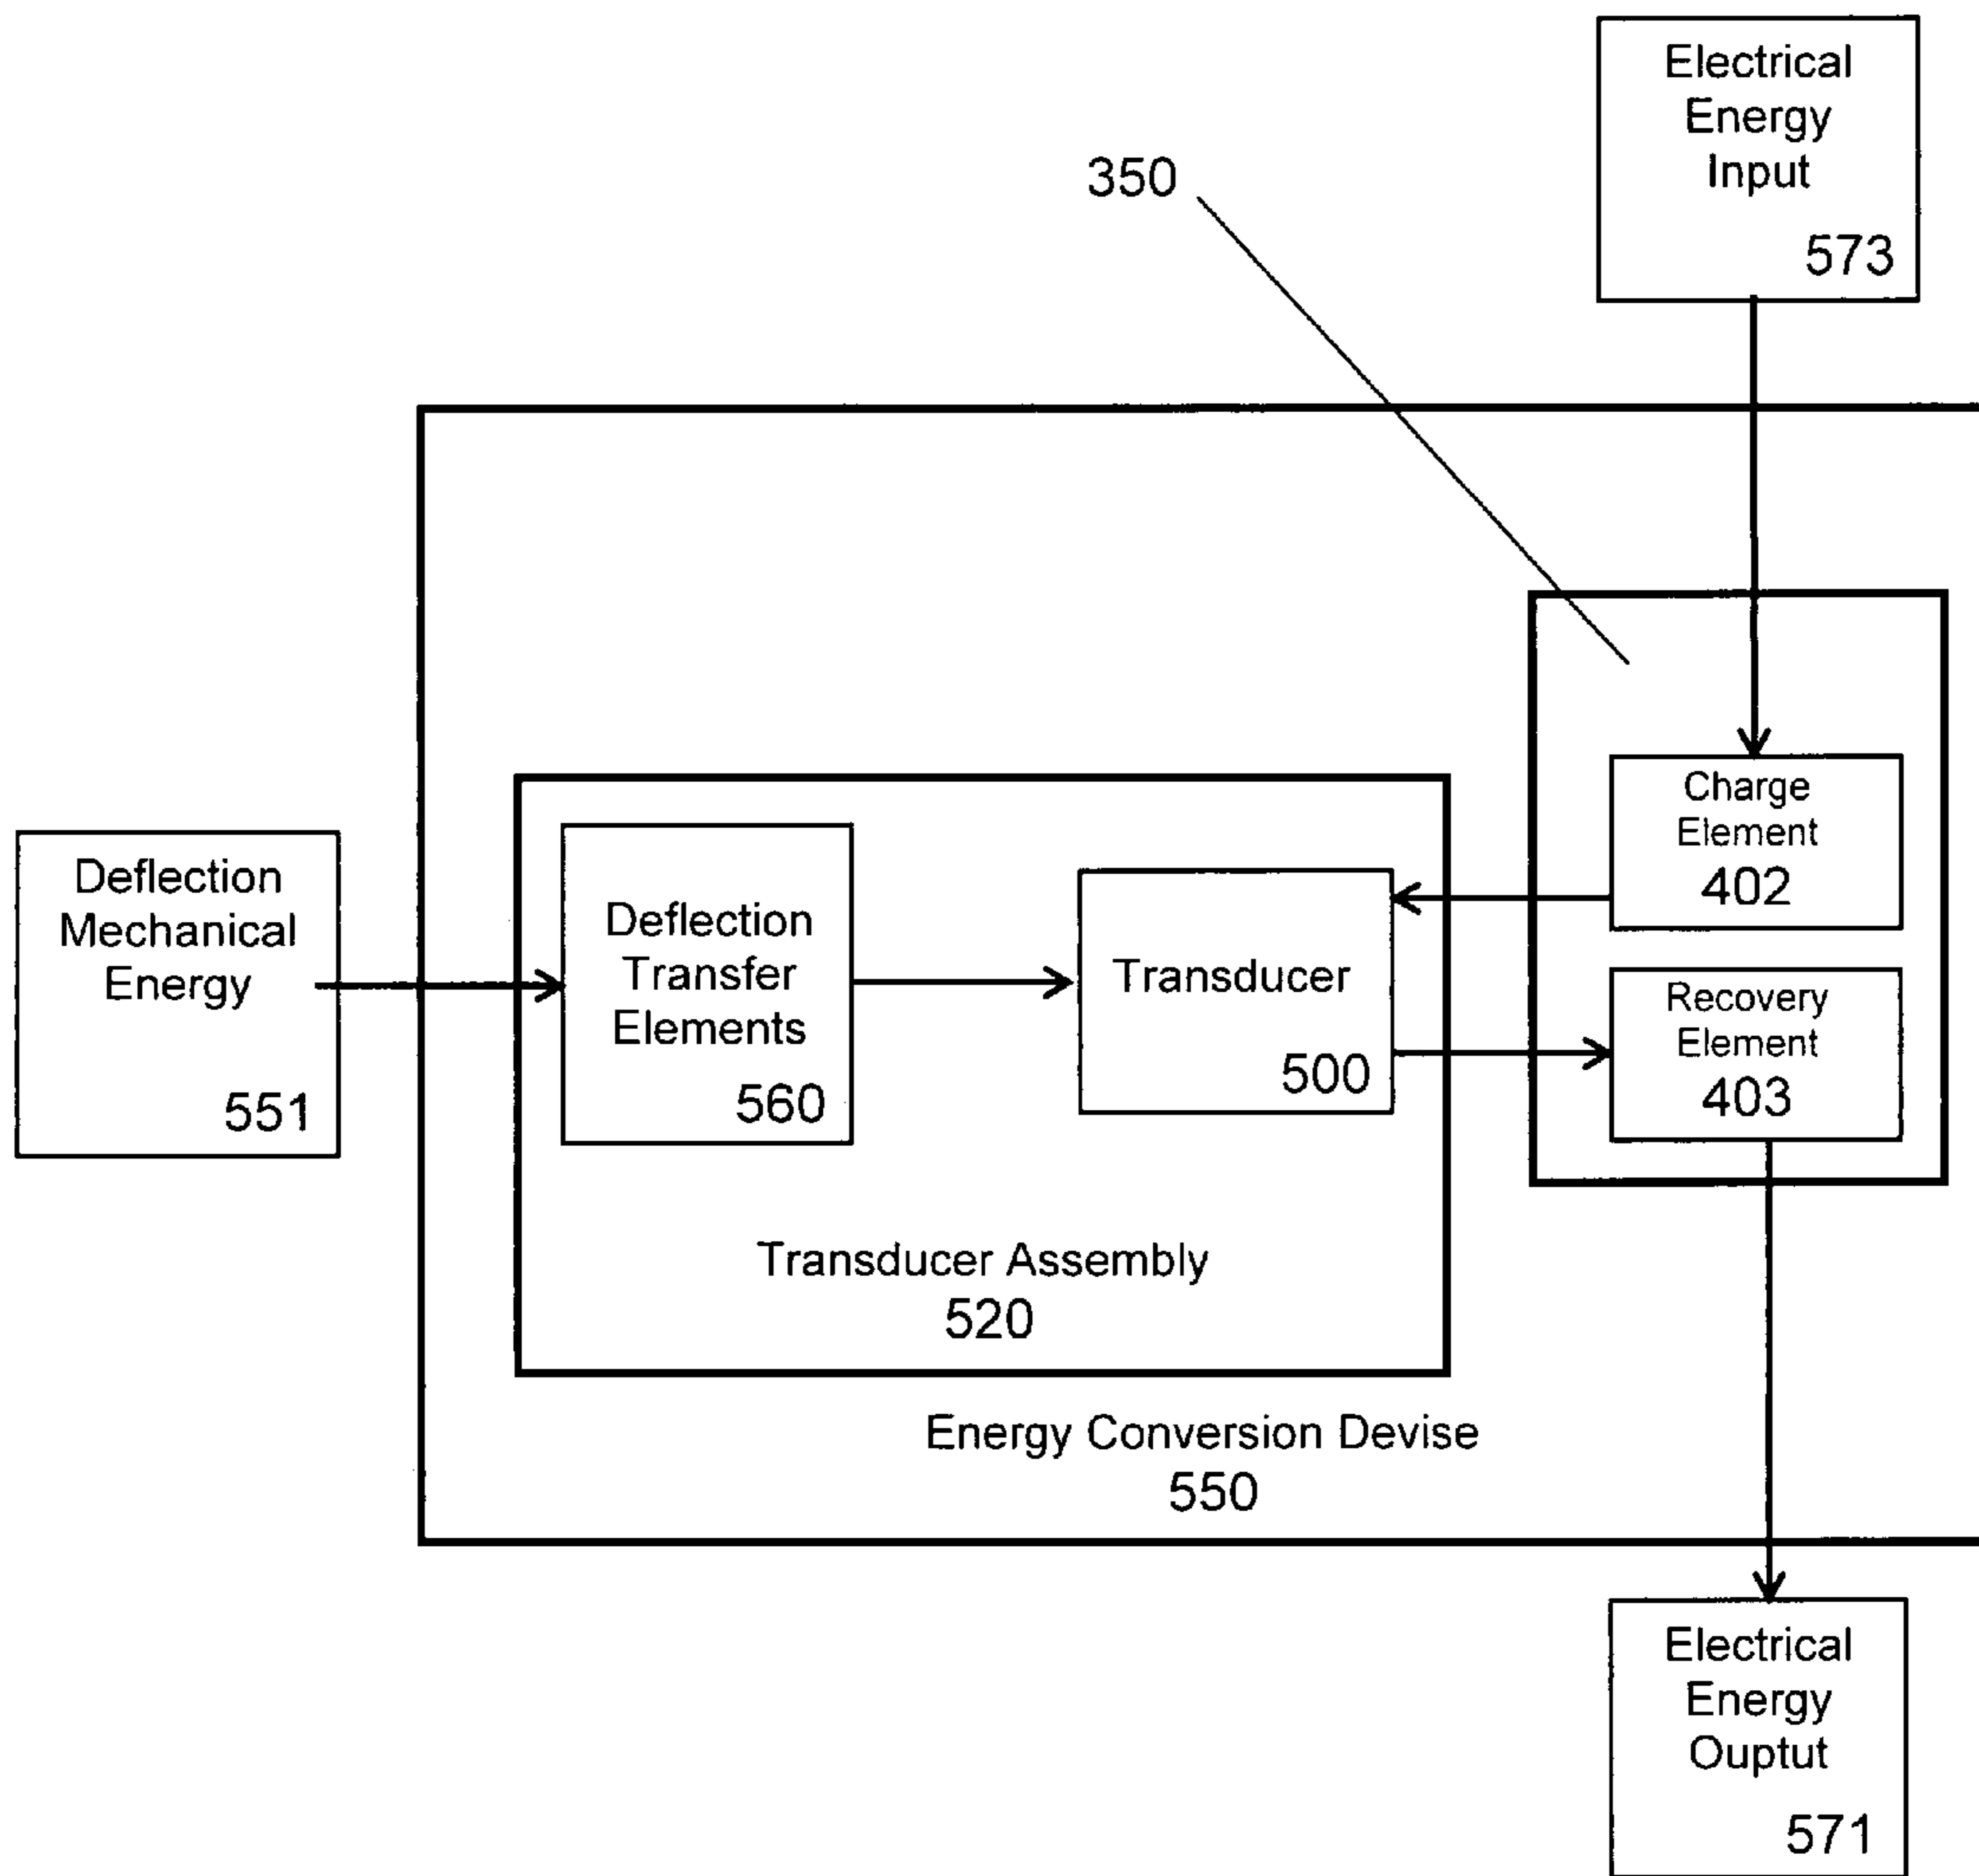 Electrical
Energy
Input
573
350
Charge
Element
402
Deflection
Mechanical
Energy
551
Deflection
Transfer
Elements
560
Transducer
500
Recovery
Element
403
Transducer Assembly
520
Energy Conversion Devise
550
Electrical
Energy
Ouptut
571